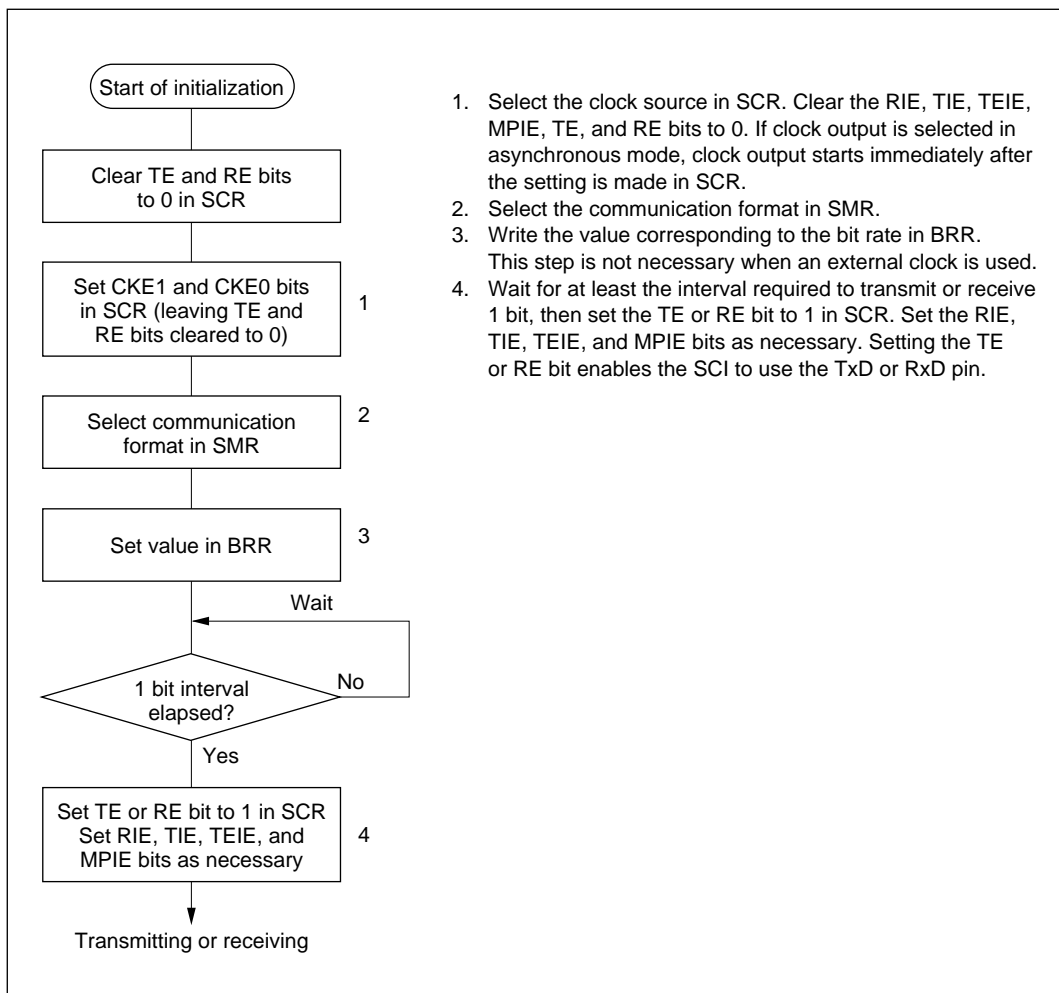 Start of initialization
Clear TE and RE bits
to 0 in SCR
Set CKE1 and CKE0 bits
in SCR (leaving TE and
RE bits cleared to 0)
1
Select communication
format in SMR
2
Set value in BRR
3
Wait
1 bit interval
elapsed?
No
Yes
Set TE or RE bit to 1 in SCR
Set RIE, TIE, TEIE, and
MPIE bits as necessary
4
Transmitting or receiving
1. Select the clock source in SCR. Clear the RIE, TIE, TEIE,
MPIE, TE, and RE bits to 0. If clock output is selected in
asynchronous mode, clock output starts immediately after
the setting is made in SCR.
2. Select the communication format in SMR.
3. Write the value corresponding to the bit rate in BRR.
This step is not necessary when an external clock is used.
4. Wait for at least the interval required to transmit or receive
1 bit, then set the TE or RE bit to 1 in SCR. Set the RIE,
TIE, TEIE, and MPIE bits as necessary. Setting the TE
or RE bit enables the SCI to use the TxD or RxD pin.